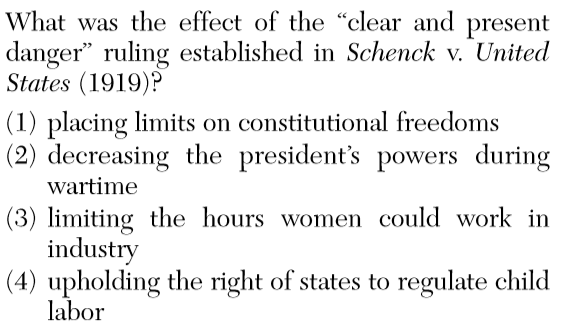 What was the effect of the “clear and present
danger” ruling established in Schenck v. United
States (1919)?
(1) placing limits on constitutional freedoms
(2) decreasing the president’s powers during
wartime
(3) limiting the hours women could work in
industry
(4) upholding the right of states to regulate child
labor